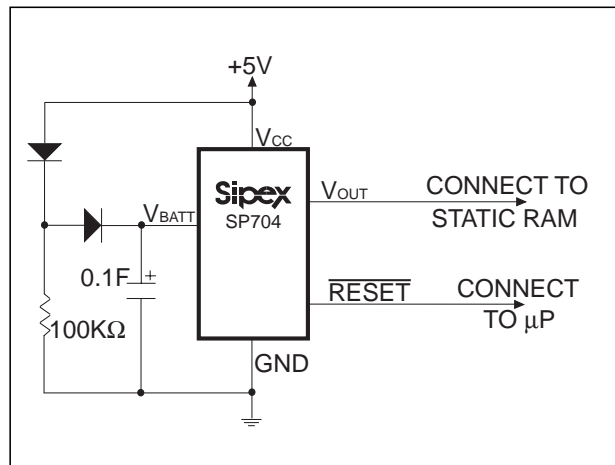 +5V
VCC
Sipex
SP704
VBATT
VOUT
CONNECT TO
STATIC RAM
0.1F
+
RESET
CONNECT
TO μP
100KΩ
GND